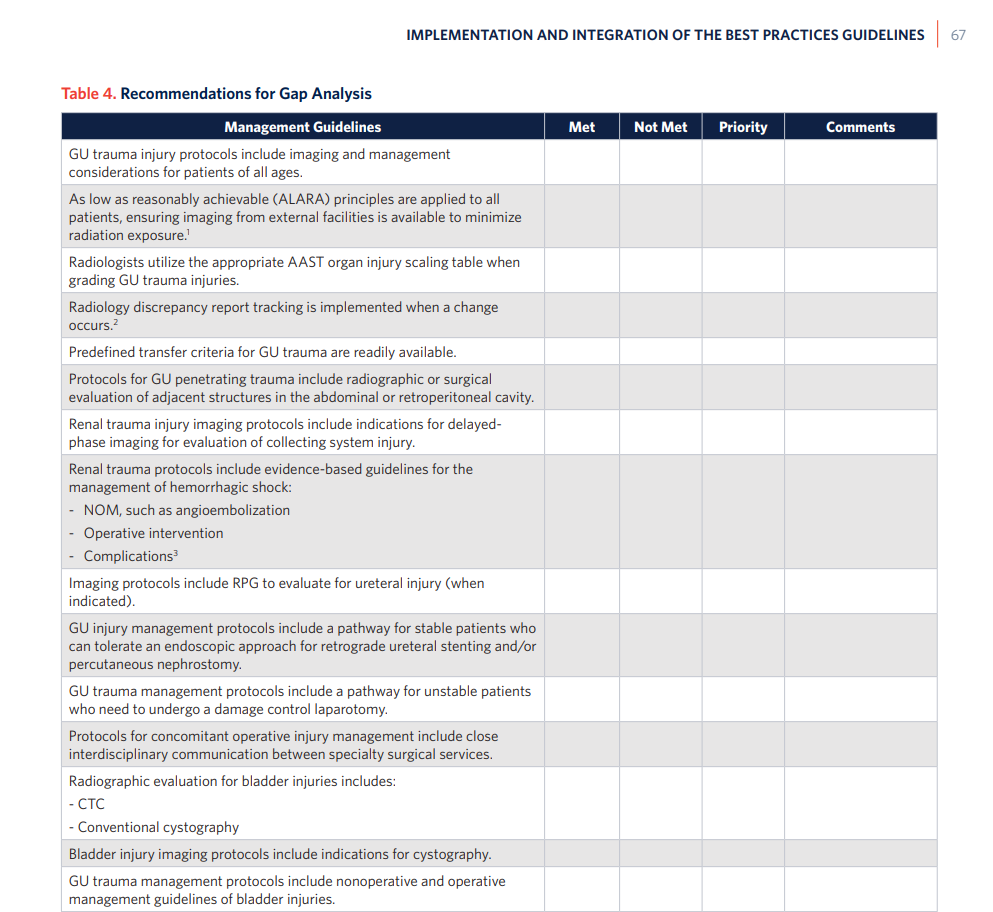 IMPLEMENTATION AND INTEGRATION OF THE BEST PRACTICES GUIDELINES 67
Table 4. Recommendations for Gap Analysis
Management Guidelines Met Not Met Priority Comments
GU trauma injury protocols include imaging and management
considerations for patients of all ages.
As low as reasonably achievable (ALARA) principles are applied to all
patients, ensuring imaging from external facilities is available to minimize
radiation exposure.¹
Radiologists utilize the appropriate AAST organ injury scaling table when
grading GU trauma injuries.
Radiology discrepancy report tracking is implemented when a change
occurs.²
Predefined transfer criteria for GU trauma are readily available.
Protocols for GU penetrating trauma include radiographic or surgical
evaluation of adjacent structures in the abdominal or retroperitoneal cavity.
Renal trauma injury imaging protocols include indications for delayed-
phase imaging for evaluation of collecting system injury.
Renal trauma protocols include evidence-based guidelines for the
management of hemorrhagic shock:
- NOM, such as angioembolization
- Operative intervention
- Complications³
Imaging protocols include RPG to evaluate for ureteral injury (when
indicated).
GU injury management protocols include a pathway for stable patients who
can tolerate an endoscopic approach for retrograde ureteral stenting and/or
percutaneous nephrostomy.
GU trauma management protocols include a pathway for unstable patients
who need to undergo a damage control laparotomy.
Protocols for concomitant operative injury management include close
interdisciplinary communication between specialty surgical services.
Radiographic evaluation for bladder injuries includes:
- CTC
- Conventional cystography
Bladder injury imaging protocols include indications for cystography.
GU trauma management protocols include nonoperative and operative
management guidelines of bladder injuries.